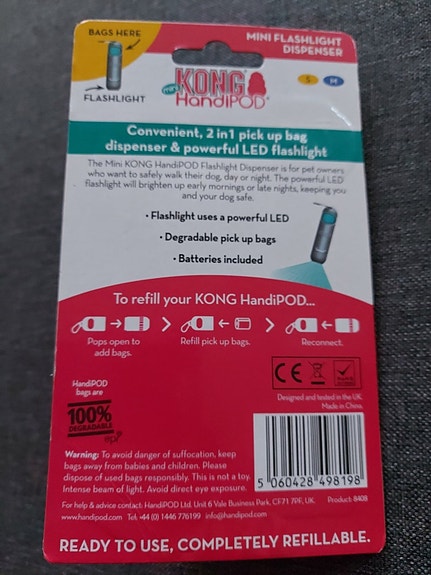 BAGS HERE
FLASHLIGHT
MINI FLASHLIGHT
DISPENSER
mini KONG
HandiPOD
S M
Convenient, 2 in 1 pick up bag
dispenser & powerful LED flashlight
The Mini KONG HandiPOD Flashlight Dispenser is for pet owners
who want to safely walk their dog, day or night. The powerful LED
flashlight will brighten up early mornings or late nights, keeping you
and your dog safe.
• Flashlight uses a powerful LED
• Degradable pick up bags
• Batteries included
To refill your KONG HandiPOD...
Pops open to
add bags.
Refill pick up bags.
Reconnect.
CE
Designed and tested in the UK.
Made in China.
HandiPOD
bags are
100%
DEGRADABLE
epi
Warning: To avoid danger of suffocation, keep
bags away from babies and children. Please
dispose of used bags responsibly. This is not a toy.
Intense beam of light. Avoid direct eye exposure.
5 060428 498198
For help & advice contact: HandiPOD Ltd. Unit 6 Vale Business Park, CF71 7PF, UK.
Product: 8408
www.handipod.com Tel: +44 (0) 1446 776199 info@handipod.com
READY TO USE, COMPLETELY REFILLABLE.